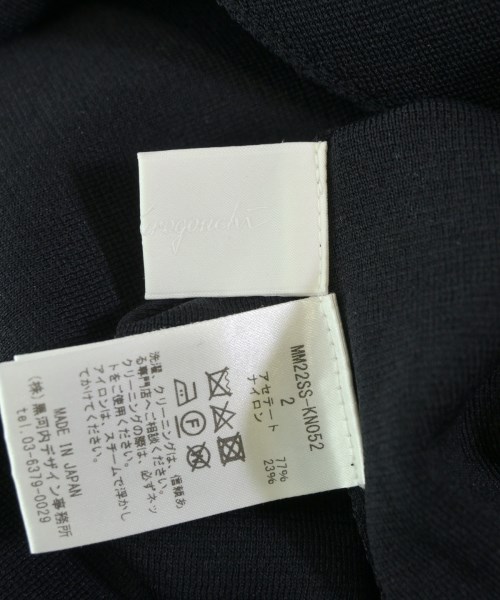 MM22SS-KN052
2
アセテート 77%
ナイロン 23%
洗濯、クリーニングは、信頼あ
る専門店へご相談ください。
クリーニングの際は、必ずネッ
トをご使用ください。
アイロンは、スチームで浮かし
てかけてください。
MADE IN JAPAN
(株)黒河内デザイン事務所
tel.03-6379-0029